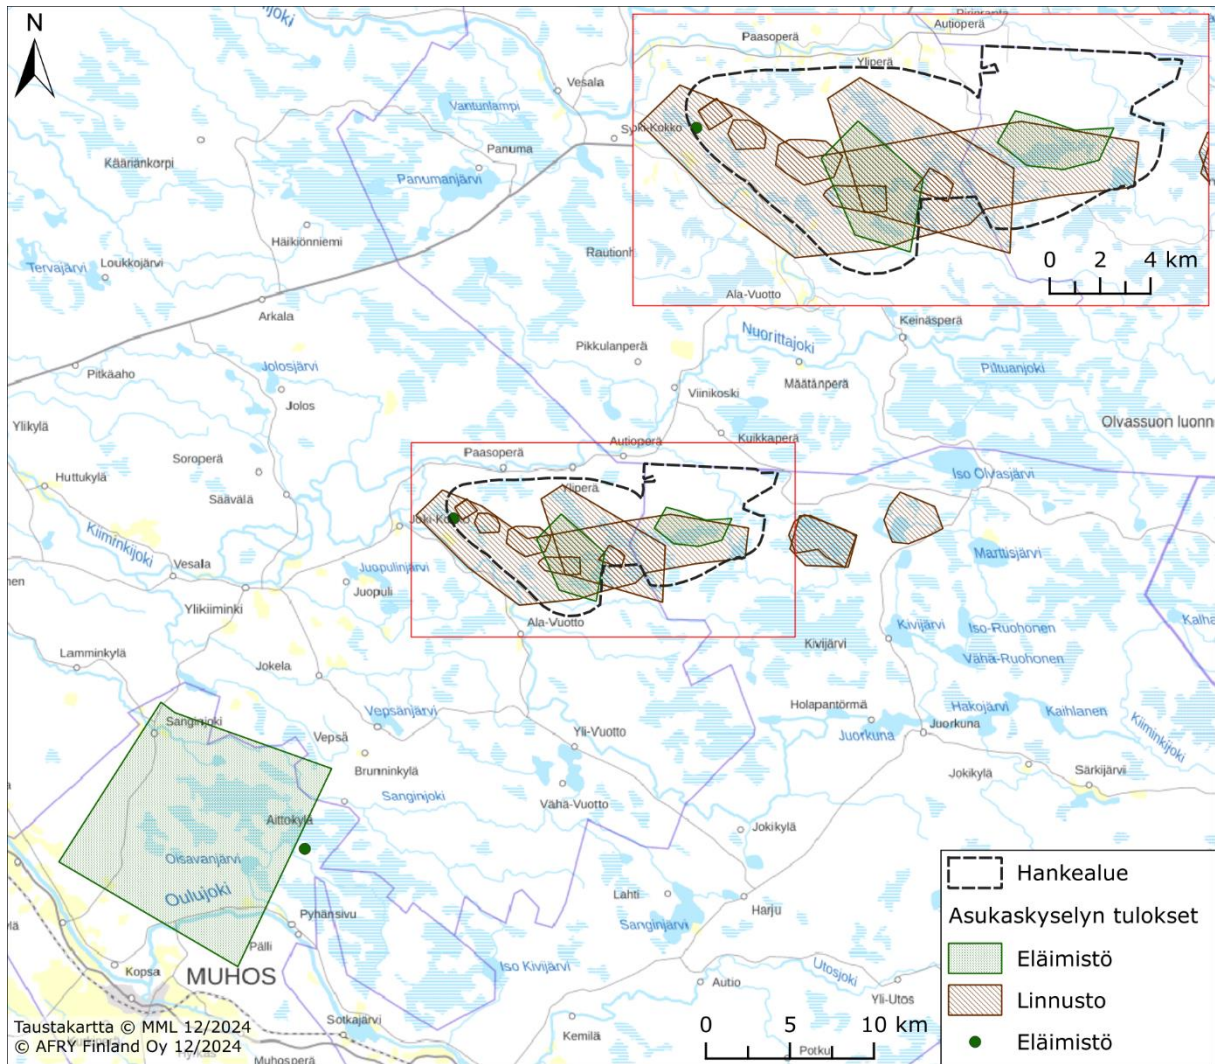 N
Vesala
Vantunlampi
Kääriänkorpi
Panuma
Panumanjärvi
Häikiönniemi
Tervajärvi
Loukkojärvi
Arkala
Autioperä
Paasoperä
Yliperä
Ala-Vuotto
0 2 4 km
Nuorittajoki
Keinäsperä
Pikkulanperä
Määtänperä
Piltuanjoki
Viinikoski
Jolosjärvi
Pitkäaho
Jolos
Ylikylä
Olvassuon luonn
Kuikkaperä
Autioperä
Paasoperä
Soroperä
Säävälä
Huttukylä
Iso Olvasjärvi
Yliperä
Joki-Kokko
Kiiminkijoki
Vesala
Juopulinjärvi
Juopuli
Marttisjärvi
Ylikiiminki
Ala-Vuotto
Kivijärvi
Kivijärvi
Iso-Ruohonen
Vähä-Ruohonen
Lamminkylä
Jokela
Holapantörmä
Hakojärvi
Kaihlanen
Juorkuna
Juorkuna
Kiiminkijoki
Vepsänjärvi
Sanginjoki
Vepsä
Yli-Vuotto
Brunninkylä
Jokikylä
Särkijärvi
Vähä-Vuotto
Sanginjoki
Aittokylä
Jokikylä
Oisavanjärvi
Oulujoki
Lahti
Harju
Sanginjärvi
Pyhänsivu
Pälli
Kopsa
MUHOS
Iso Kivijärvi
Autio
Utosjoki
Yli-Utos
Sotkajärvi
Kemilä
Muhosperä
Hankealue
Asukaskyselyn tulokset
Eläimistö
Linnusto
Eläimistö
0 5 10 km
Taustakartta © MML 12/2024
© AFRY Finland Oy 12/2024